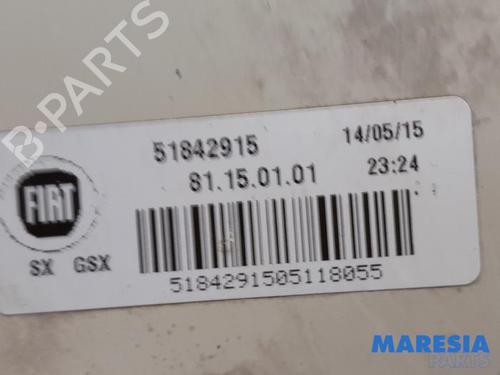 B-PARTS
51842915
14/05/15
81.15.01.01
23:24
FIAT
SX GSX
5184291505118055
MARESIA
PARTS